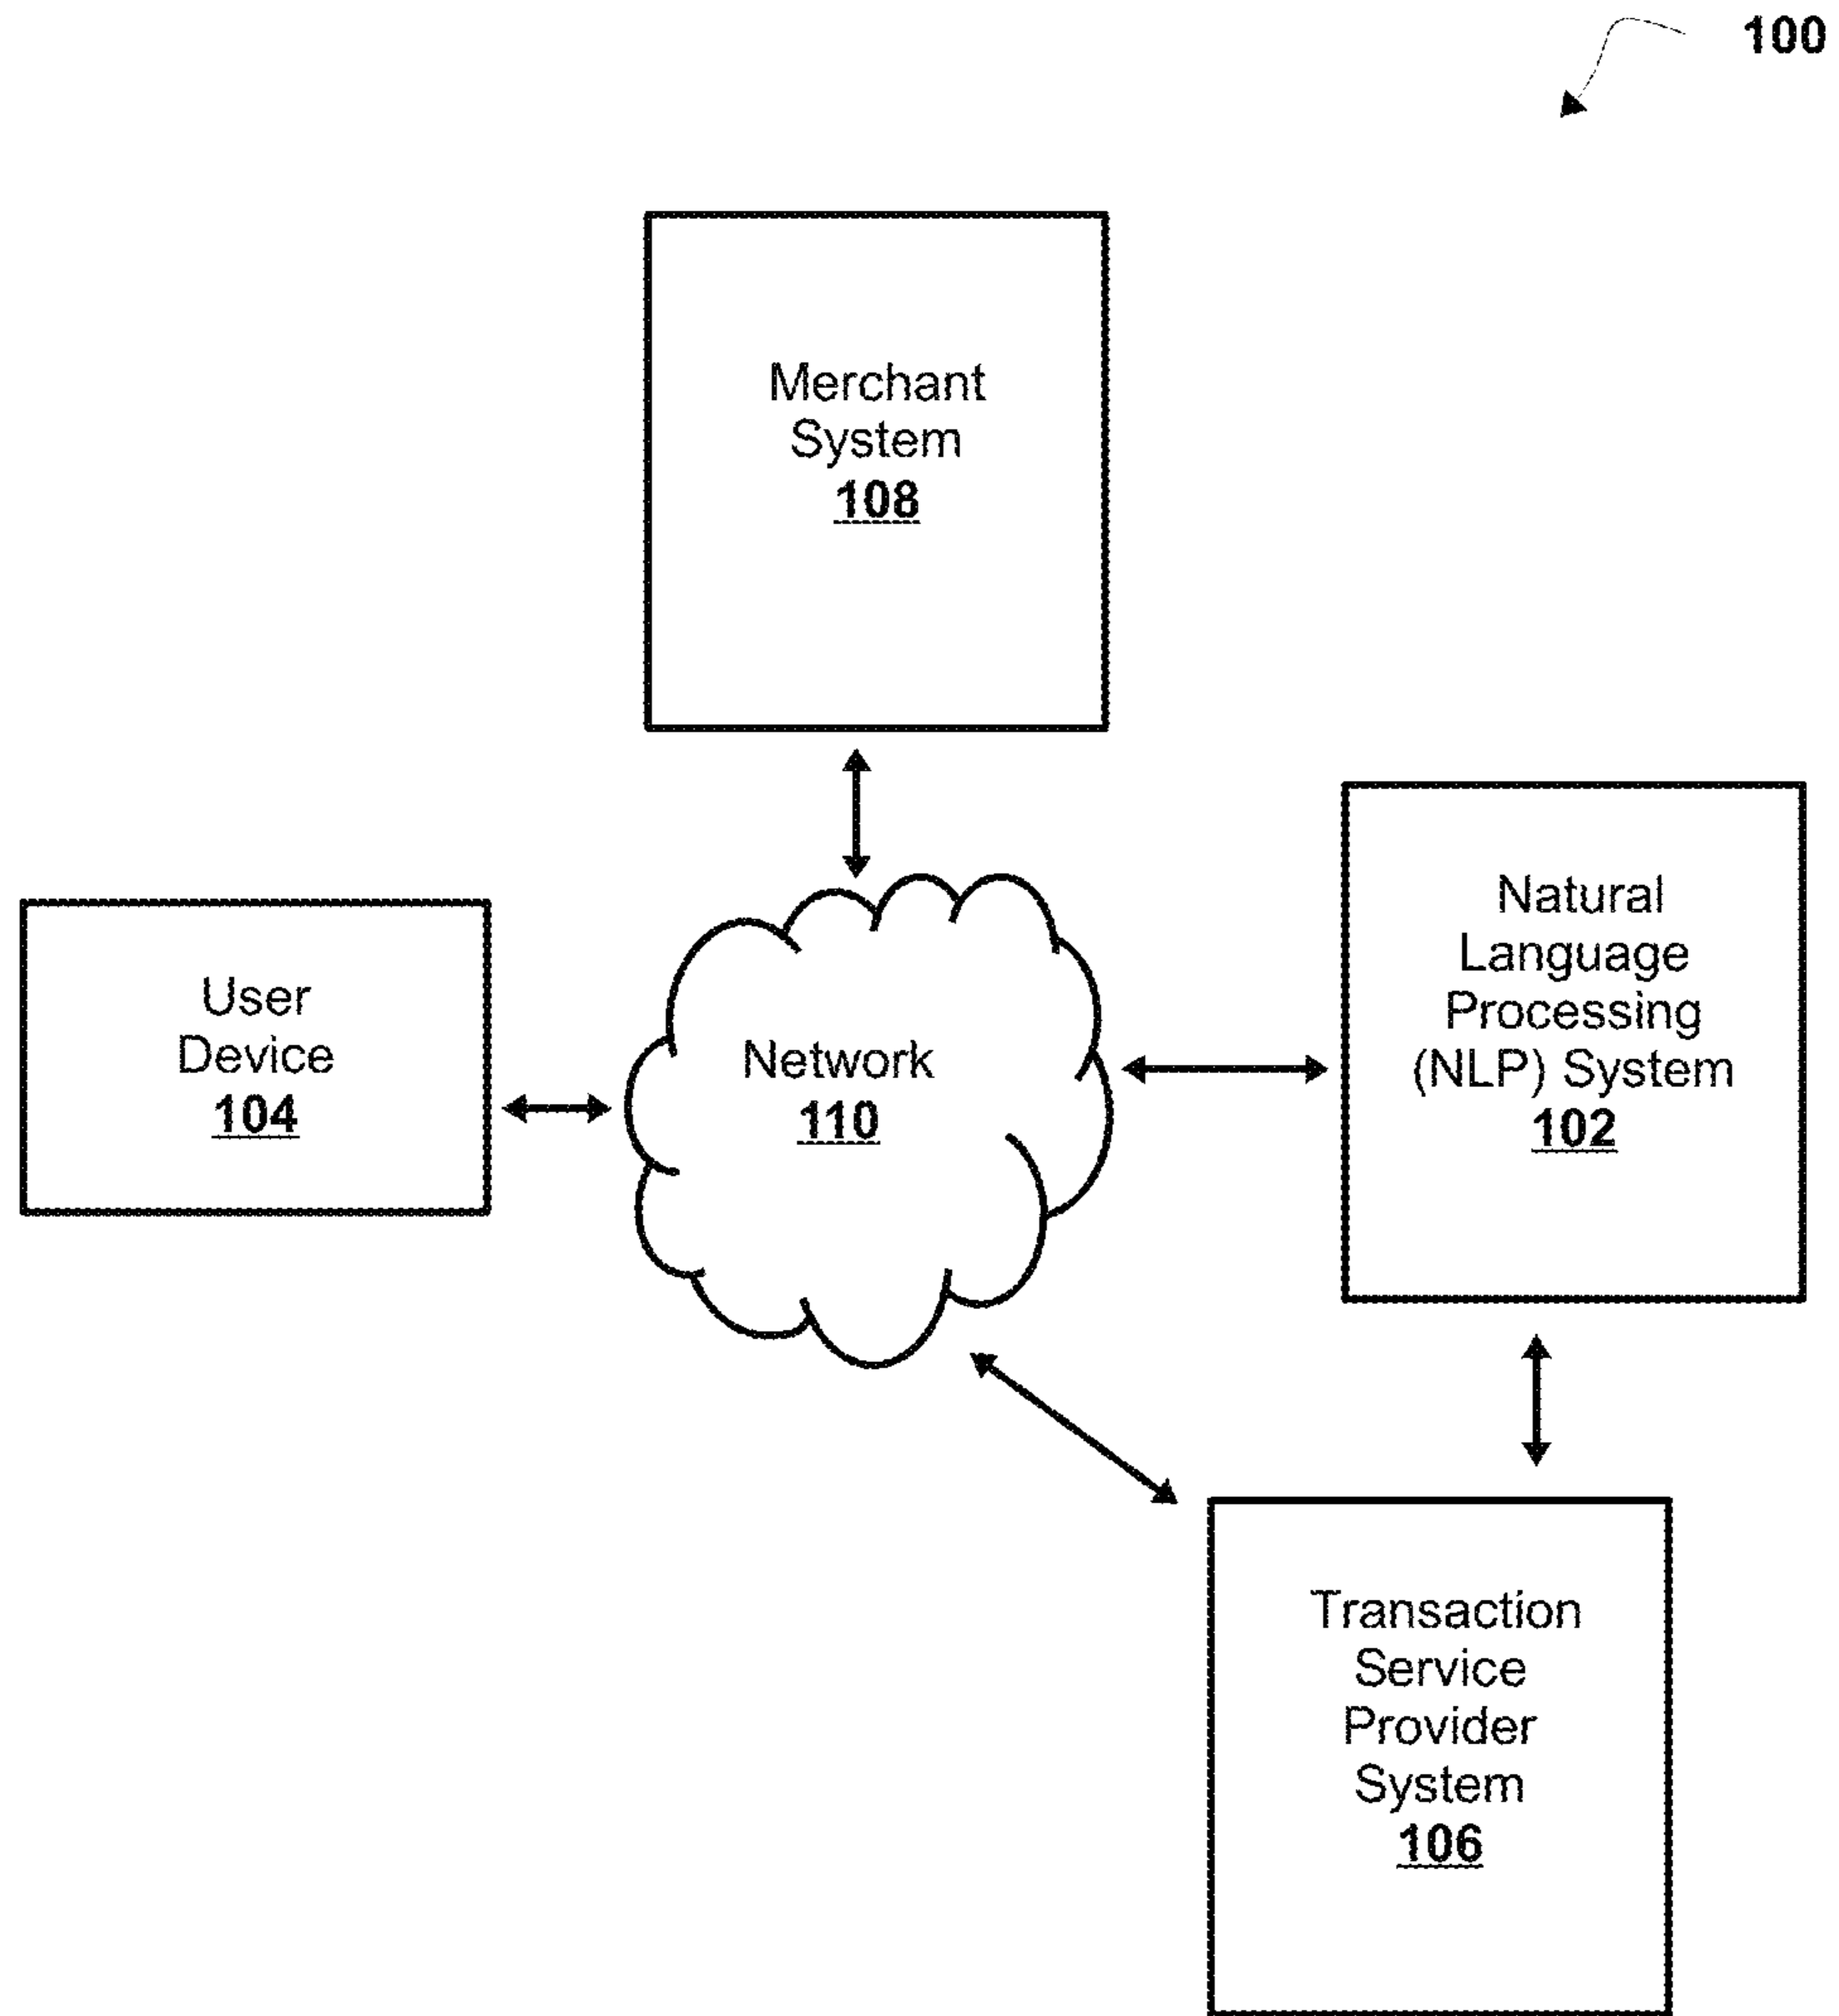 100
Merchant
System
108
User
Device
104
Network
110
Natural
Language
Processing
(NLP) System
102
Transaction
Service
Provider
System
106